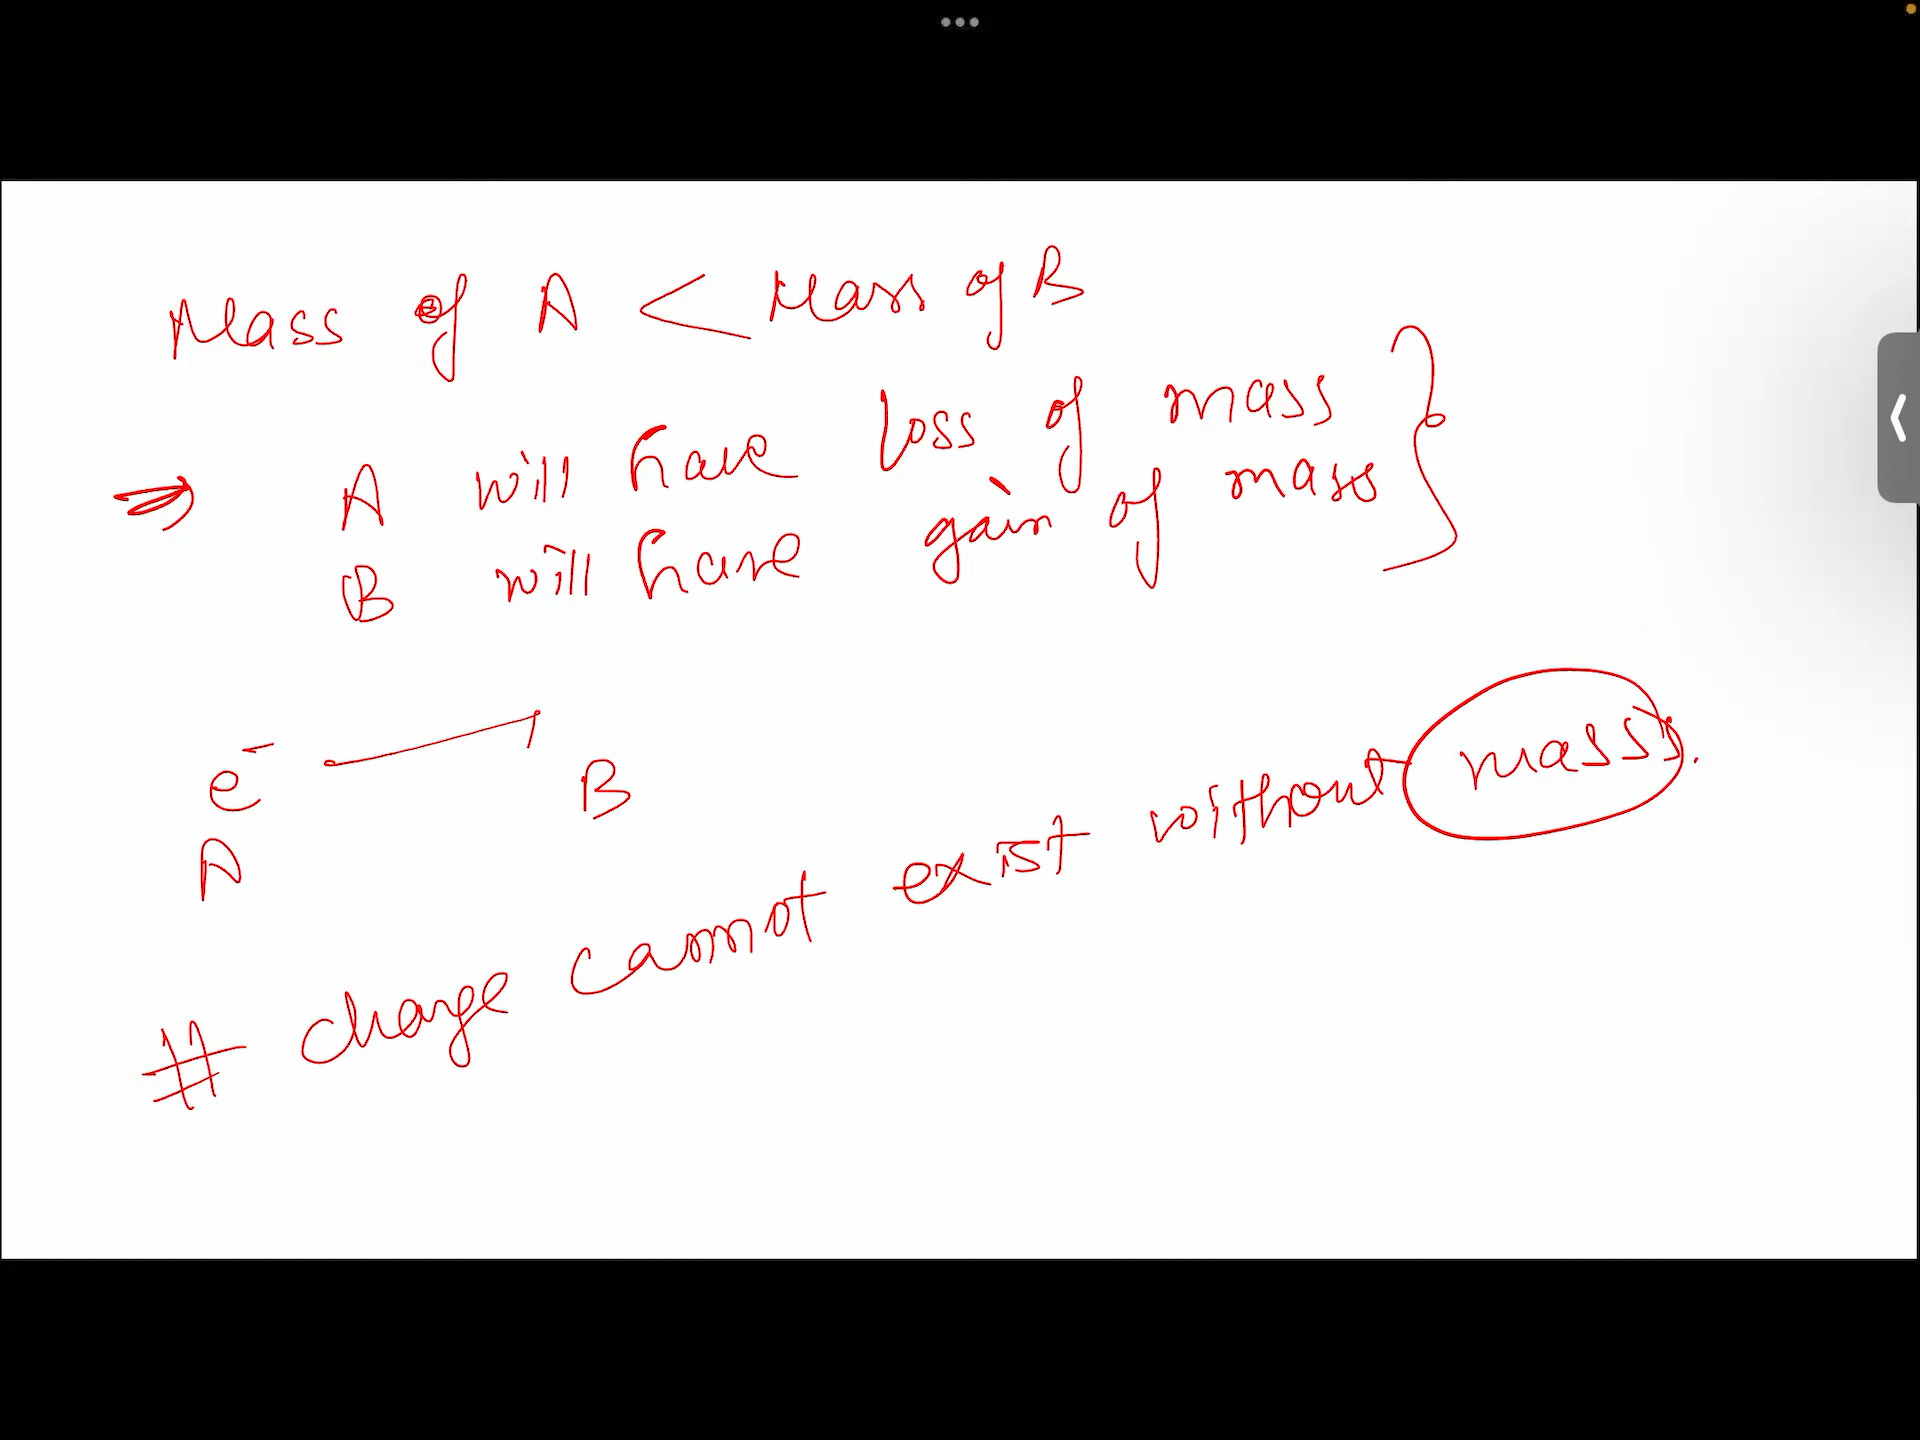 Mass of A < Mass of B
⇒ A will have loss of mass
B will have gain of mass
e⁻ → B
A
# charge cannot exist without mass.